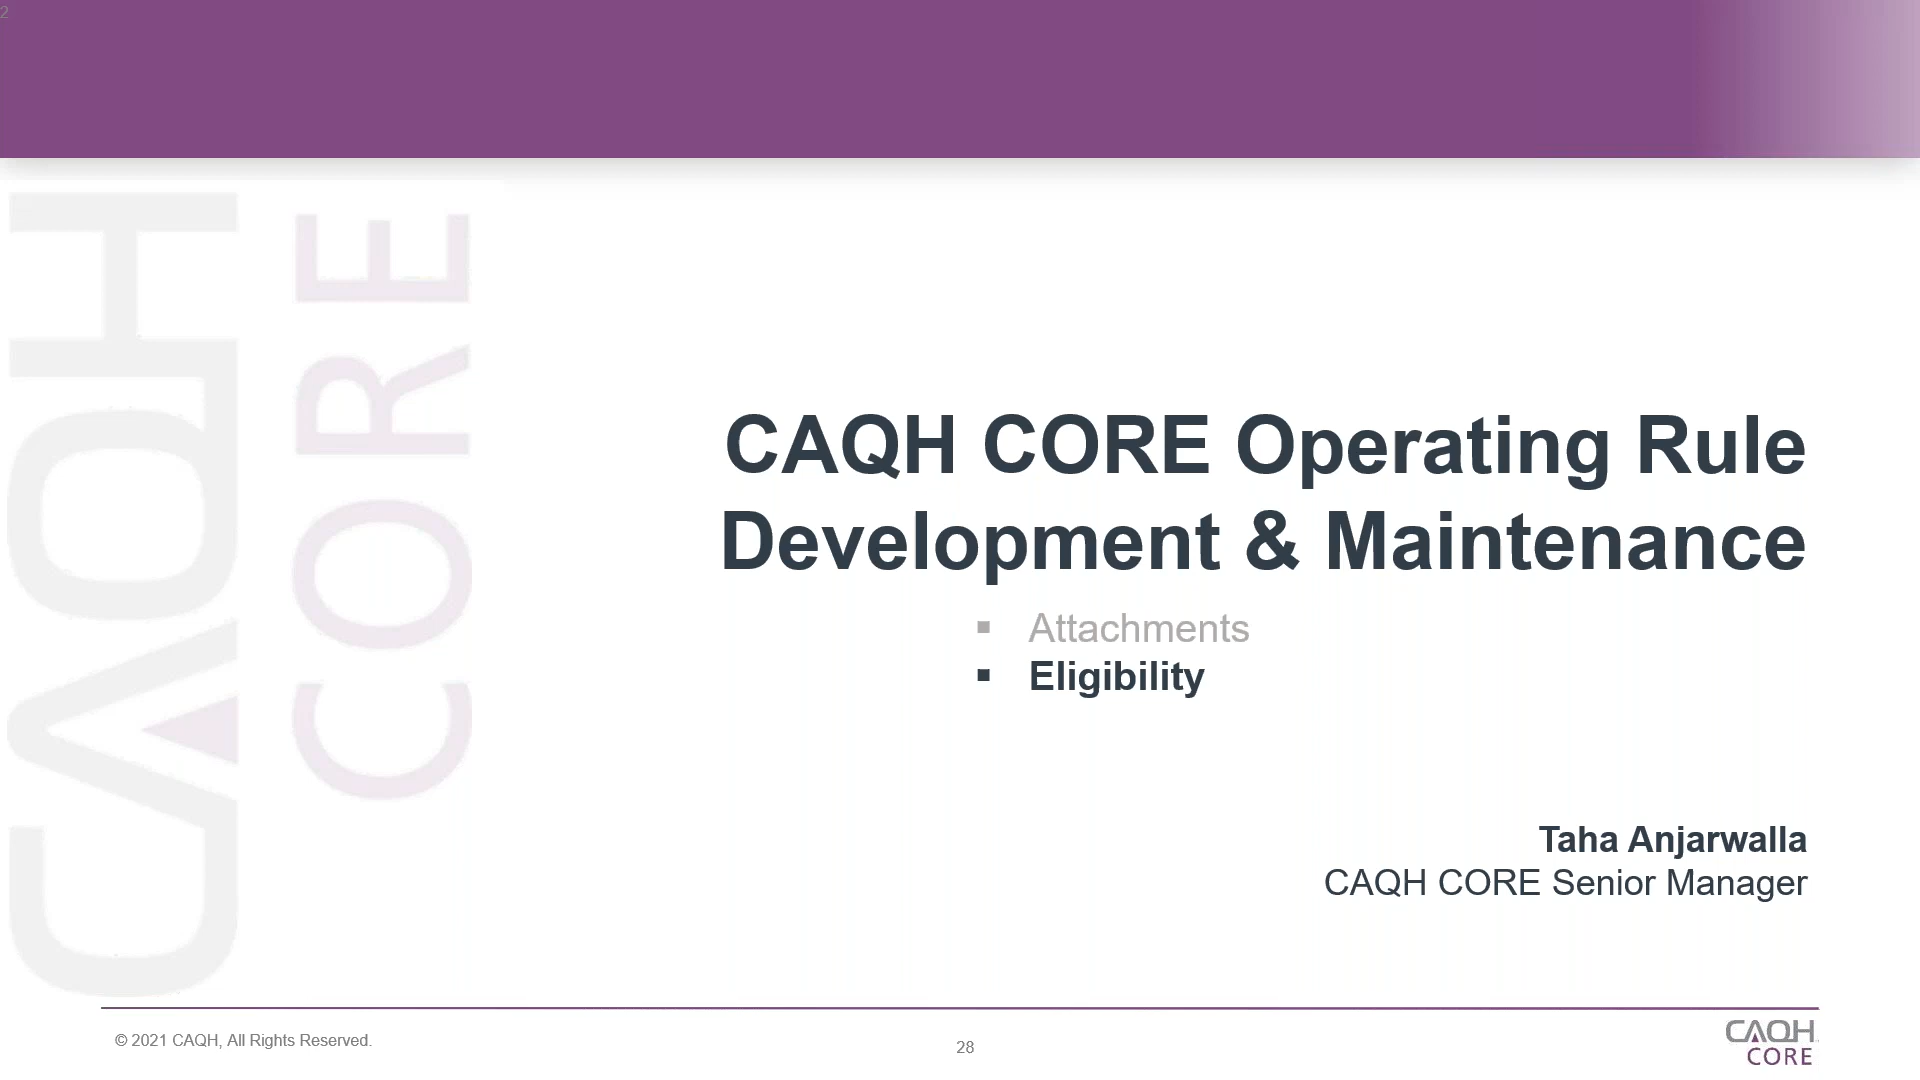 2
CAQH
CORE
CAQH CORE Operating Rule
Development & Maintenance
▪ Attachments
▪ Eligibility
Taha Anjarwalla
CAQH CORE Senior Manager
© 2021 CAQH, All Rights Reserved.
28
CAQH
CORE